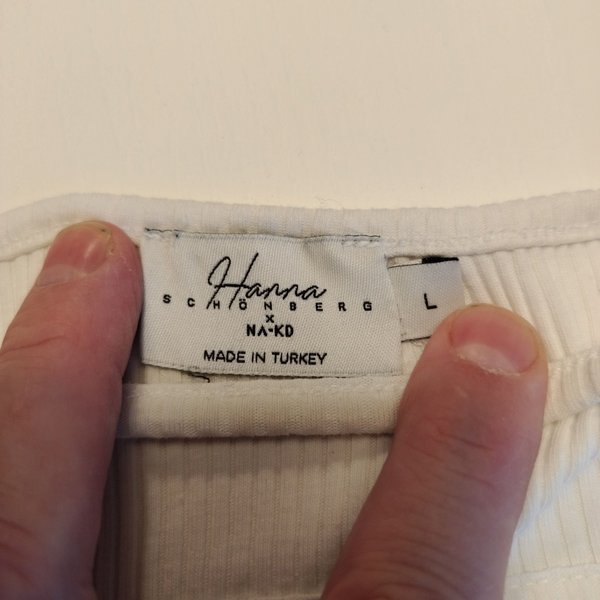 Hanna
SCHÖNBERG
X
NA-KD
MADE IN TURKEY
L